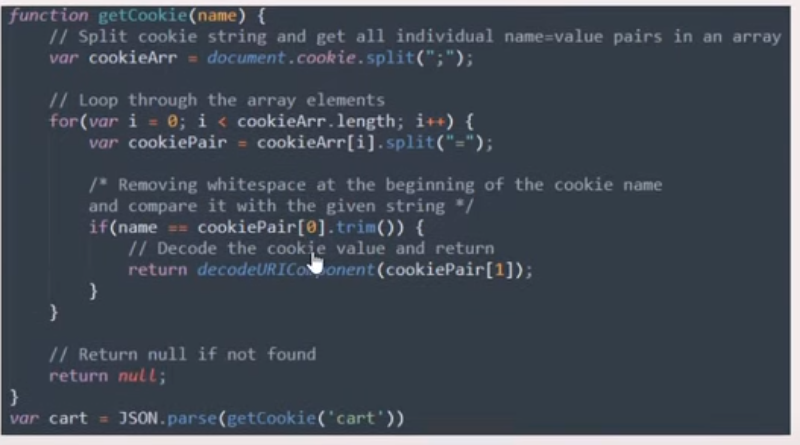 function getCookie(name) {
// Split cookie string and get all individual name=value pairs in an array
var cookieArr = document.cookie.split(";");
// Loop through the array elements
for(var i = 0; i < cookieArr.length; i++) {
var cookiePair = cookieArr[i].split("=");
/* Removing whitespace at the beginning of the cookie name
and compare it with the given string */
if(name == cookiePair[0].trim()) {
// Decode the cookie value and return
return decodeURIComponent(cookiePair[1]);
}
}
// Return null if not found
return null;
}
var cart = JSON.parse(getCookie('cart'))